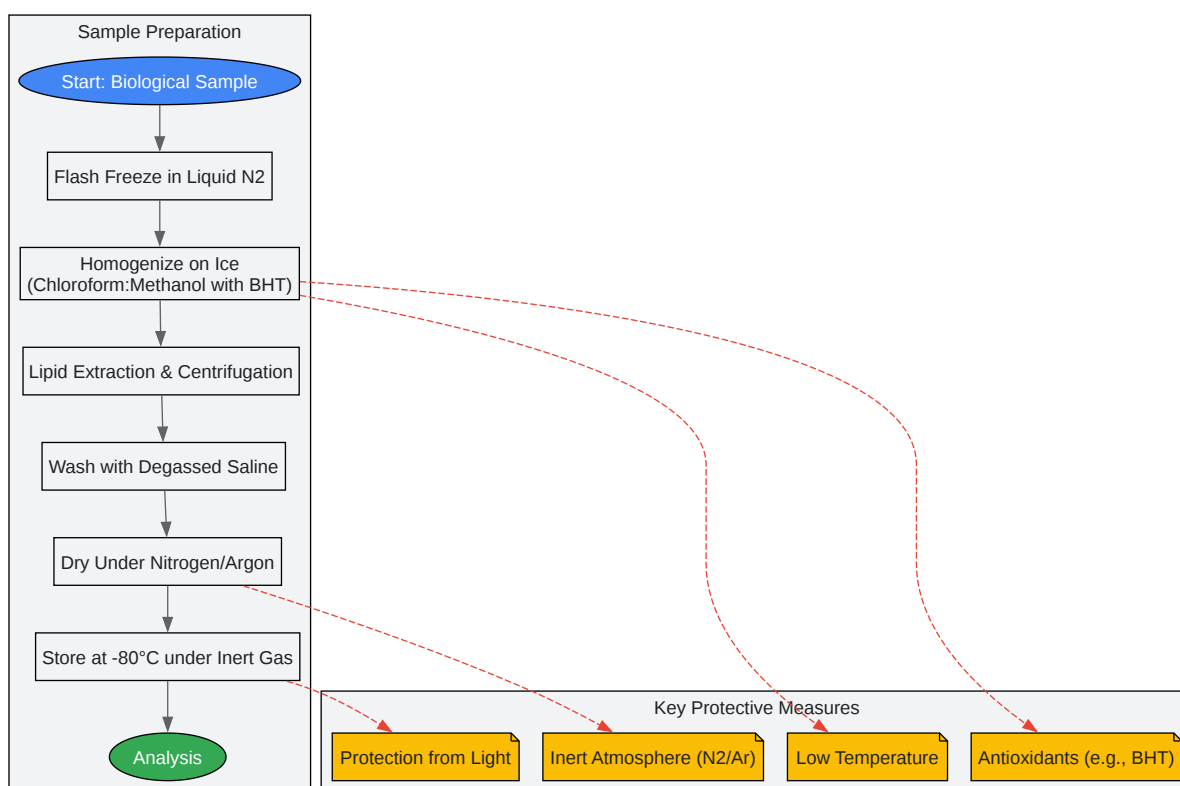 Sample Preparation
Start: Biological Sample
Flash Freeze in Liquid N2
Homogenize on Ice
(Chloroform:Methanol with BHT)
Lipid Extraction & Centrifugation
Wash with Degassed Saline
Dry Under Nitrogen/Argon
Store at -80°C under Inert Gas
Analysis
Key Protective Measures
Protection from Light
Inert Atmosphere (N2/Ar)
Low Temperature
Antioxidants (e.g., BHT)